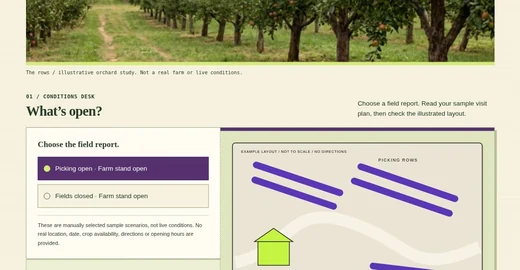 The rows / illustrative orchard study. Not a real farm or live conditions.
01 / CONDITIONS DESK
What's open?
Choose a field report. Read your sample visit
plan, then check the illustrated layout.
Choose the field report.
Picking open · Farm stand open
Fields closed · Farm stand open
These are manually selected sample scenarios, not live conditions. No
real location, date, crop availability, directions or opening hours are
provided.
EXAMPLE LAYOUT / NOT TO SCALE / NO DIRECTIONS
PICKING ROWS